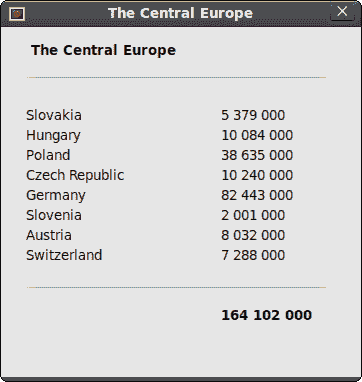 The Central Europe
The Central Europe
Slovakia 5 379 000
Hungary 10 084 000
Poland 38 635 000
Czech Republic 10 240 000
Germany 82 443 000
Slovenia 2 001 000
Austria 8 032 000
Switzerland 7 288 000
164 102 000